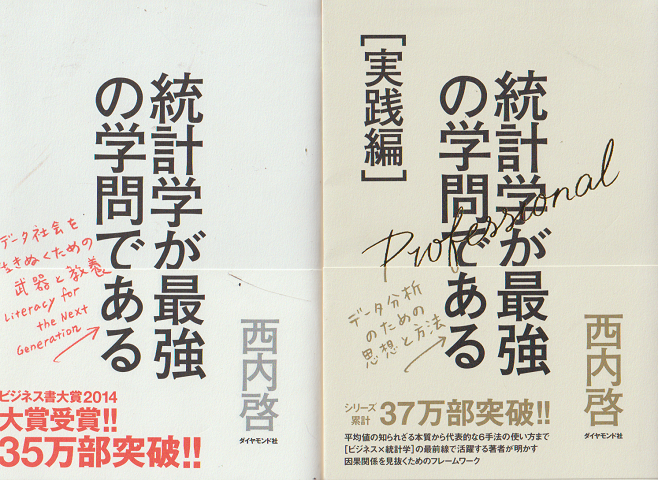 統計学が最強
の学問である
データ社会を
生きぬくための
武器と教養
Literacy for
the Next
Generation
西内啓
ダイヤモンド社
ビジネス書大賞2014
大賞受賞!!
35万部突破!!
[実践編]
統計学が最強
の学問である
Professional
データ分析
のための
思想と方法
西内啓
ダイヤモンド社
シリーズ
累計
37万部突破!!
平均値の知られざる本質から代表的な6手法の使い方まで
[ビジネス×統計学]の最前線で活躍する著者が明かす
因果関係を見抜くためのフレームワーク